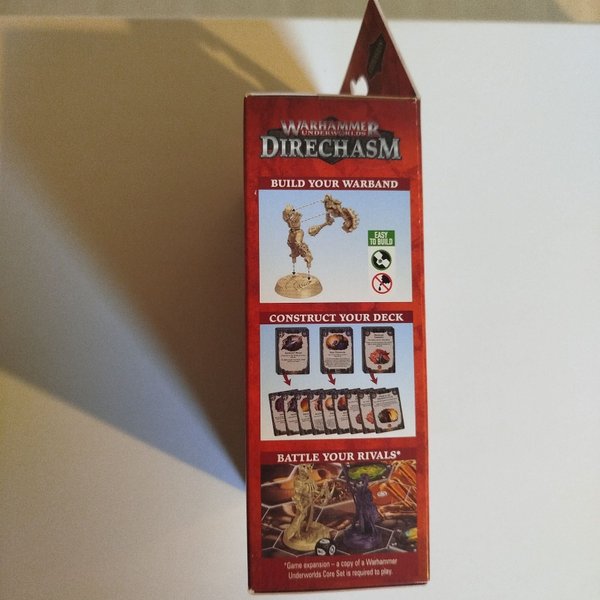 WARHAMMER
UNDERWORLDS
DIRECHASM
BUILD YOUR WARBAND
EASY
TO BUILD
CONSTRUCT YOUR DECK
BATTLE YOUR RIVALS*
*Game expansion – a copy of a Warhammer
Underworlds Core Set is required to play.